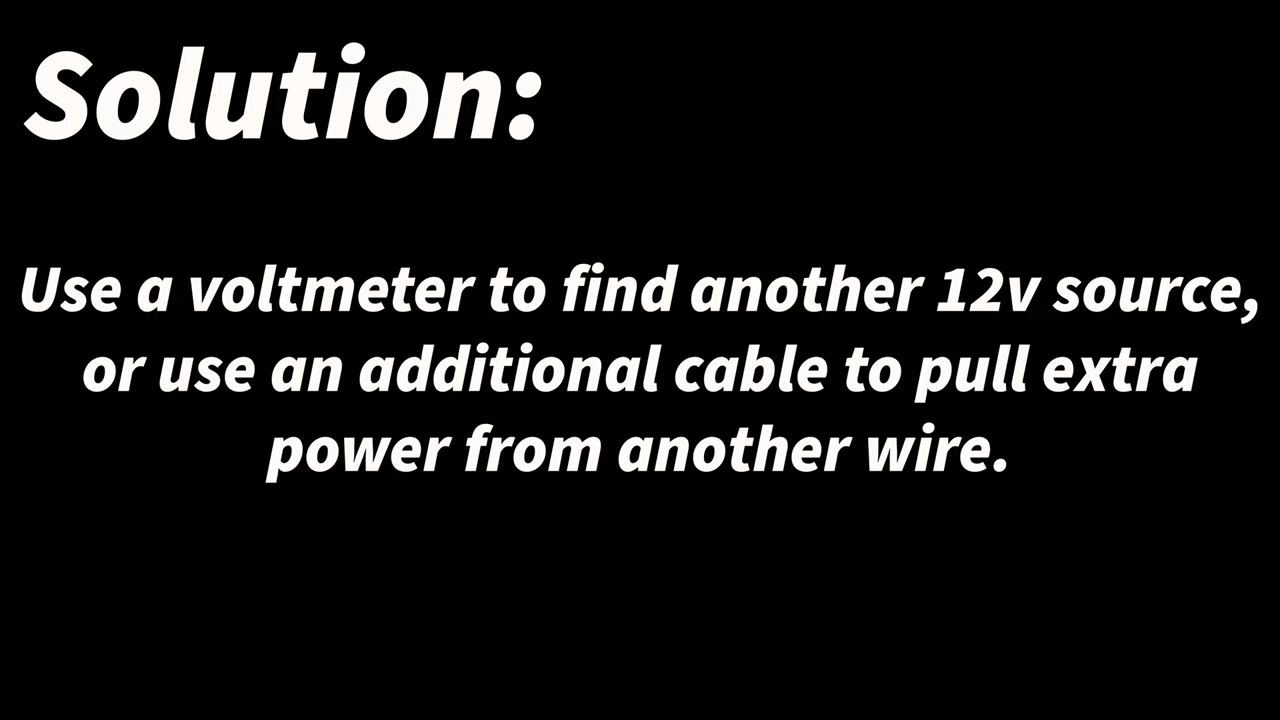 Solution:
Use a voltmeter to find another 12v source,
or use an additional cable to pull extra
power from another wire.